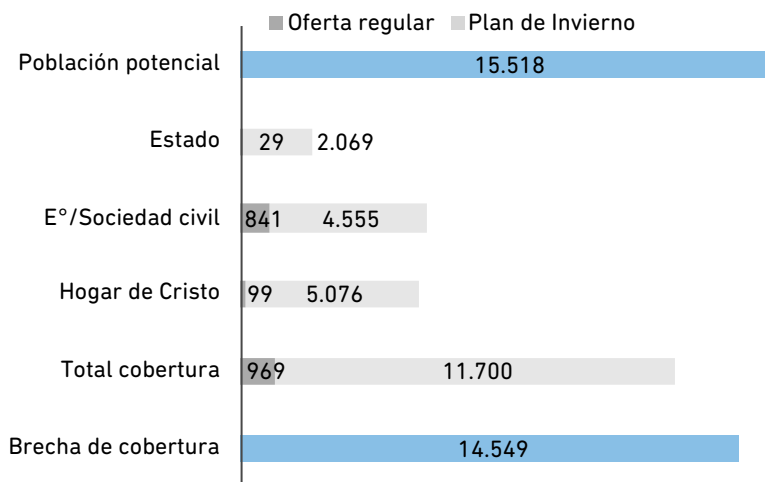 Oferta regular Plan de Invierno
Población potencial 15.518
Estado 29 2.069
E°/Sociedad civil 841 4.555
Hogar de Cristo 99 5.076
Total cobertura 969 11.700
Brecha de cobertura 14.549